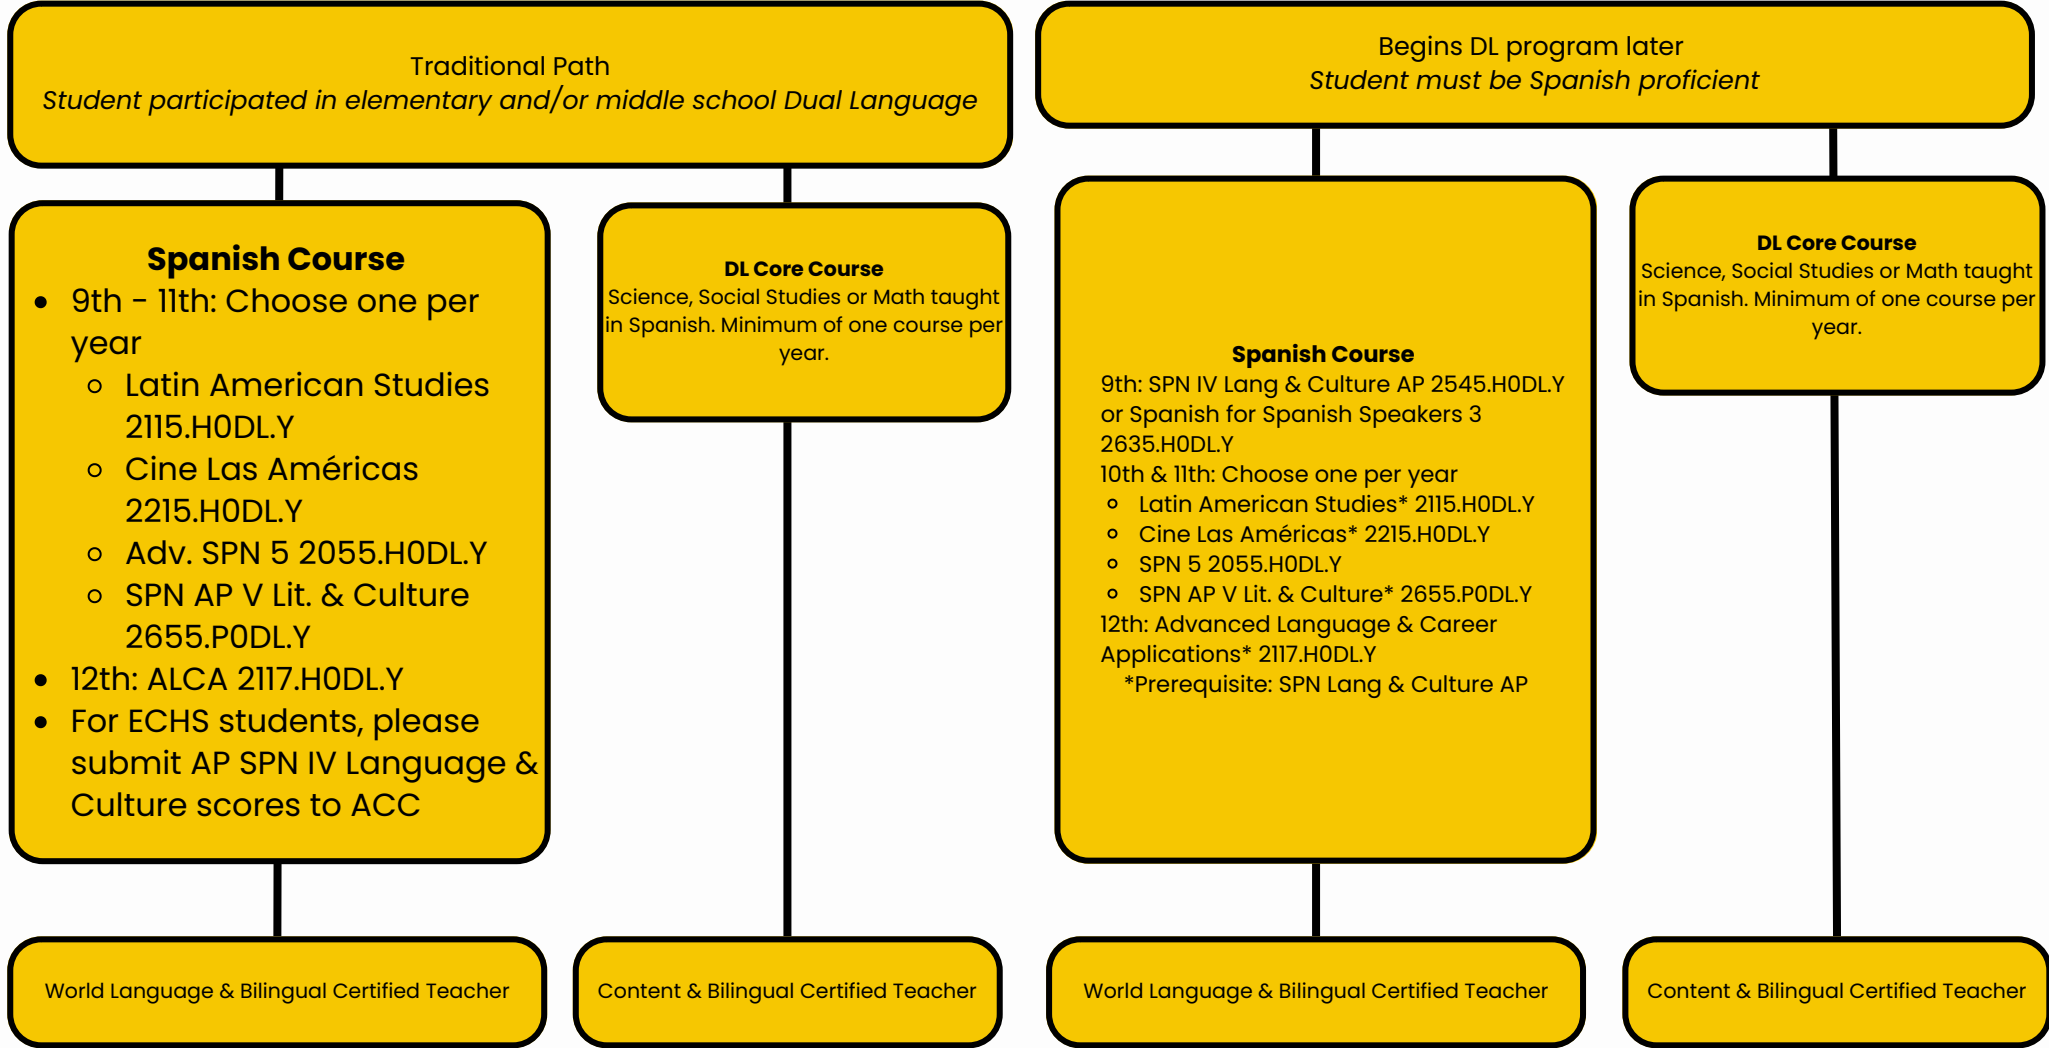 Traditional Path
Student participated in elementary and/or middle school Dual Language
Spanish Course
• 9th - 11th: Choose one per
year
○ Latin American Studies
2115.H0DL.Y
○ Cine Las Américas
2215.H0DL.Y
○ Adv. SPN 5 2055.H0DL.Y
○ SPN AP V Lit. & Culture
2655.P0DL.Y
• 12th: ALCA 2117.H0DL.Y
• For ECHS students, please
submit AP SPN IV Language &
Culture scores to ACC
World Language & Bilingual Certified Teacher
DL Core Course
Science, Social Studies or Math taught
in Spanish. Minimum of one course per
year.
Content & Bilingual Certified Teacher
Begins DL program later
Student must be Spanish proficient
Spanish Course
9th: SPN IV Lang & Culture AP 2545.H0DL.Y
or Spanish for Spanish Speakers 3
2635.H0DL.Y
10th & 11th: Choose one per year
○ Latin American Studies* 2115.H0DL.Y
○ Cine Las Américas* 2215.H0DL.Y
○ SPN 5 2055.H0DL.Y
○ SPN AP V Lit. & Culture* 2655.P0DL.Y
12th: Advanced Language & Career
Applications* 2117.H0DL.Y
*Prerequisite: SPN Lang & Culture AP
World Language & Bilingual Certified Teacher
DL Core Course
Science, Social Studies or Math taught
in Spanish. Minimum of one course per
year.
Content & Bilingual Certified Teacher